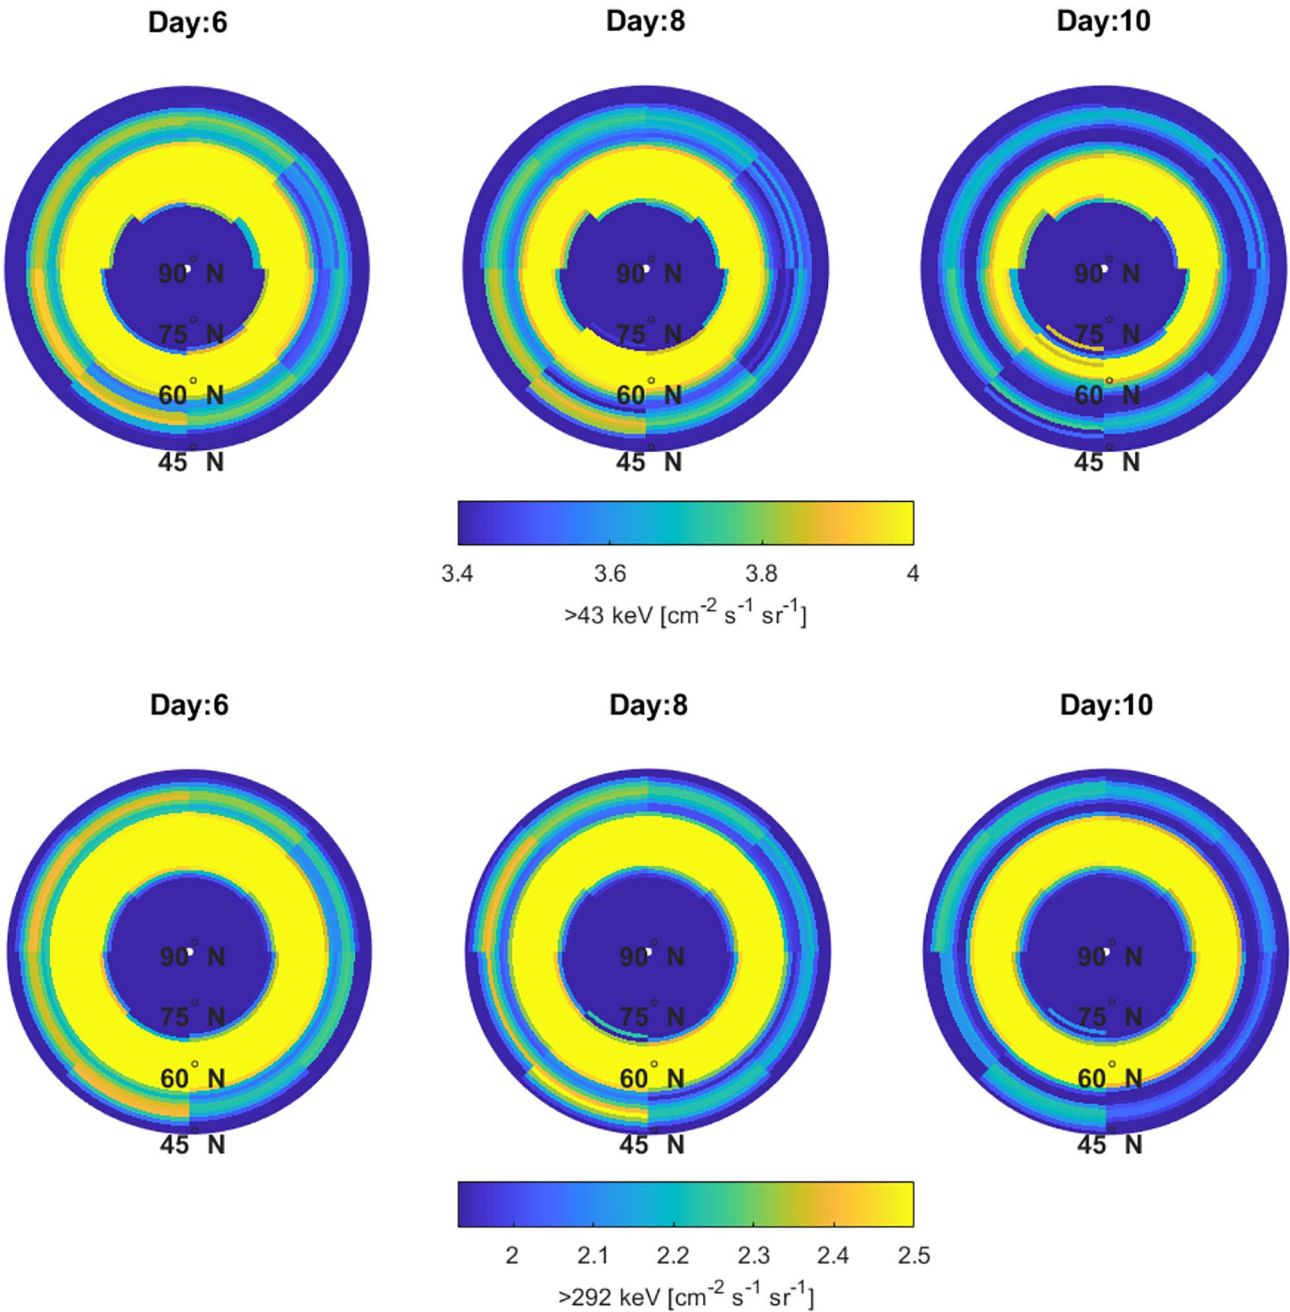 Day:6 Day:8 Day:10
90° N 90° N 90° N
75° N 75° N 75° N
60° N 60° N 60° N
45° N 45° N 45° N
3.4 3.6 3.8 4
>43 keV [cm⁻² s⁻¹ sr⁻¹]
Day:6 Day:8 Day:10
90° N 90° N 90° N
75° N 75° N 75° N
60° N 60° N 60° N
45° N 45° N 45° N
2 2.1 2.2 2.3 2.4 2.5
>292 keV [cm⁻² s⁻¹ sr⁻¹]